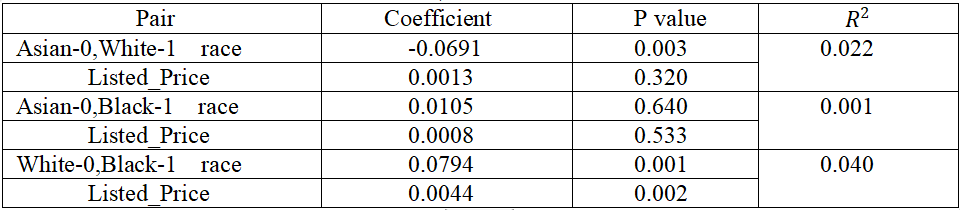 Pair Coefficient P value R²
Asian-0,White-1 race -0.0691 0.003 0.022
Listed_Price 0.0013 0.320
Asian-0,Black-1 race 0.0105 0.640 0.001
Listed_Price 0.0008 0.533
White-0,Black-1 race 0.0794 0.001 0.040
Listed_Price 0.0044 0.002